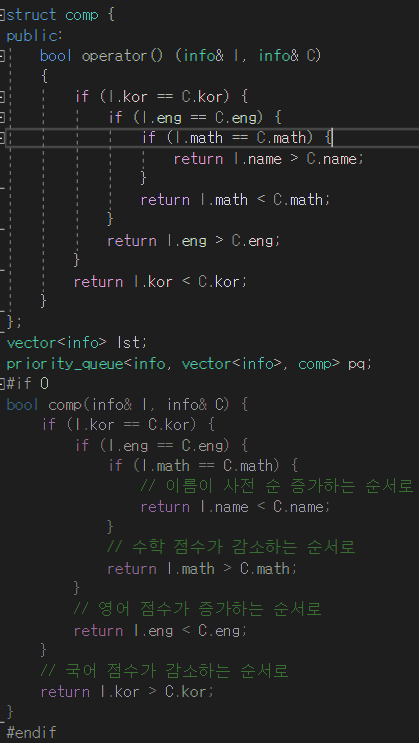 struct comp {
public:
    bool operator() (info& l, info& C)
    {
        if (l.kor == C.kor) {
            if (l.eng == C.eng) {
                if (l.math == C.math) {
                    return l.name > C.name;
                }
                return l.math < C.math;
            }
            return l.eng > C.eng;
        }
        return l.kor < C.kor;
    }
};
vector<info> lst;
priority_queue<info, vector<info>, comp> pq;
#if 0
bool comp(info& l, info& C) {
    if (l.kor == C.kor) {
        if (l.eng == C.eng) {
            if (l.math == C.math) {
                // 이름이 사전 순 증가하는 순서로
                return l.name < C.name;
            }
            // 수학 점수가 감소하는 순서로
            return l.math > C.math;
        }
        // 영어 점수가 증가하는 순서로
        return l.eng < C.eng;
    }
    // 국어 점수가 감소하는 순서로
    return l.kor > C.kor;
}
#endif